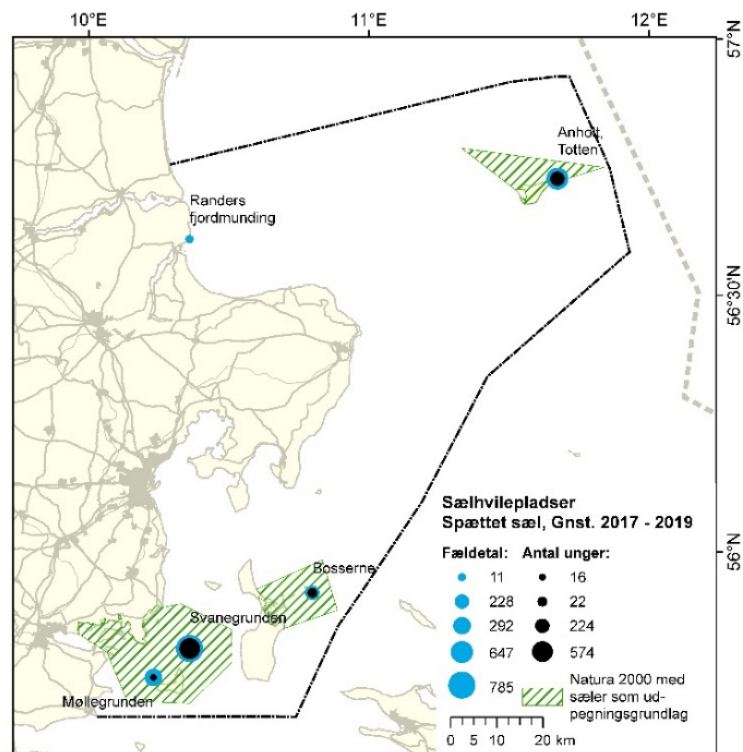 10°E
11°E
12°E
57°N
Anholt,
Totten
Randers
fjordmunding
56°30'N
Sælhvilepladser
Spættet sæl, Gnst. 2017 - 2019
Fældetal: Antal unger:
11 16
228 22
292 224
647 574
785
Natura 2000 med
sæler som ud-
pegningsgrundlag
0 5 10 20 km
56°N
Bosserne
Svanegrunden
Møllegrunden